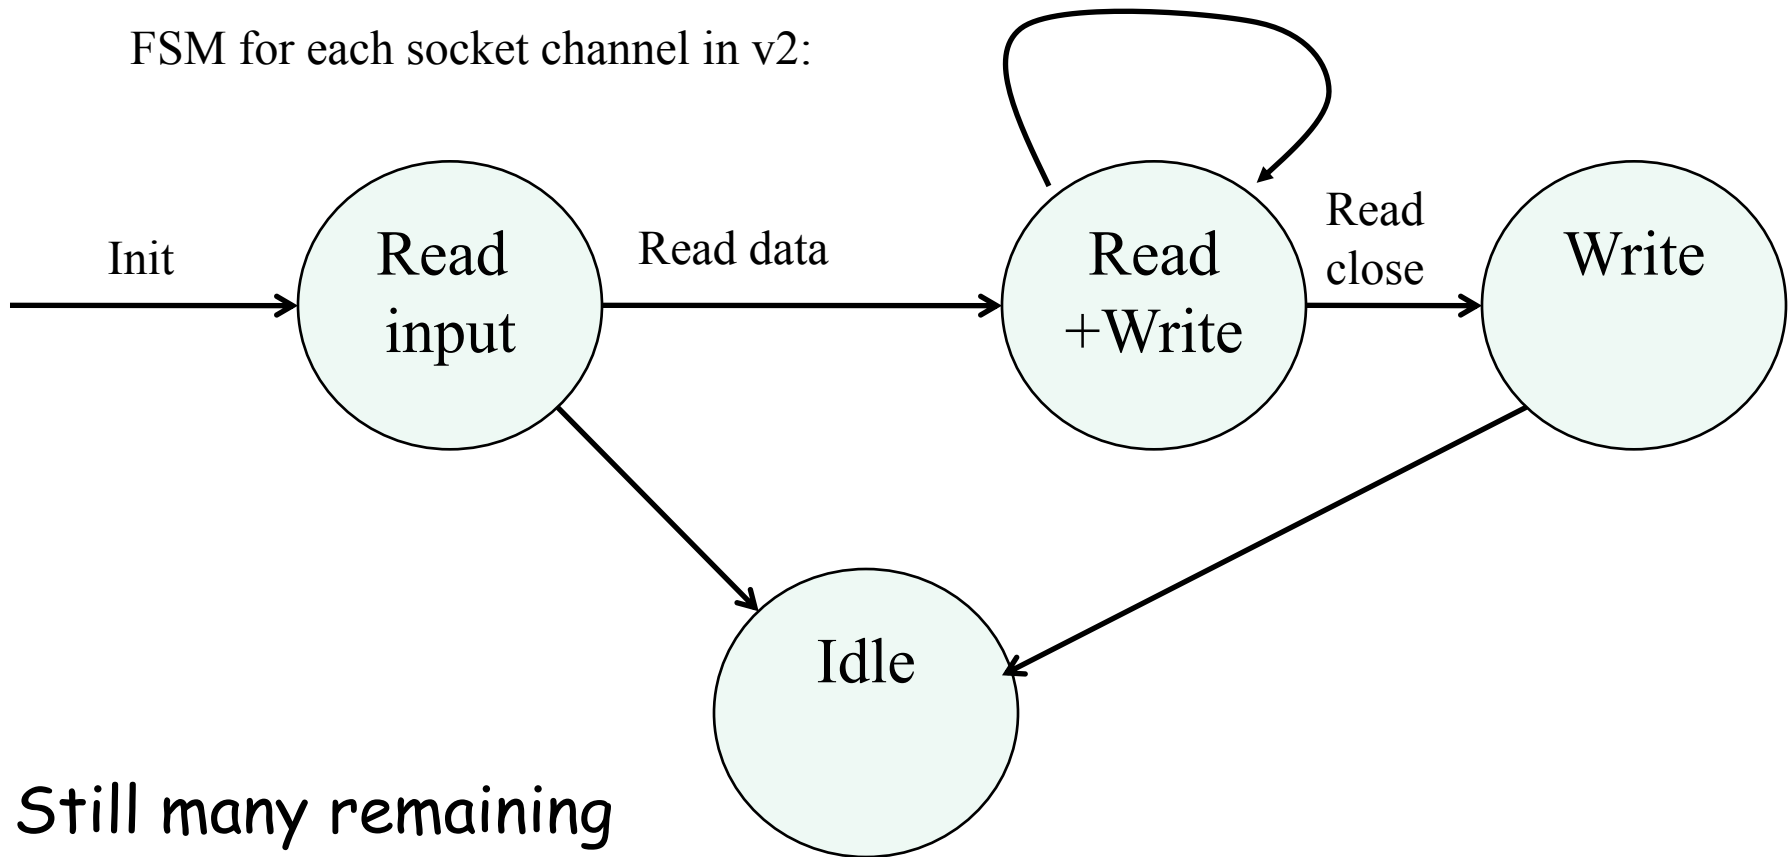 FSM for each socket channel in v2:
Init
Read
input
Read data
Read
+Write
Read
close
Write
Idle
Still many remaining